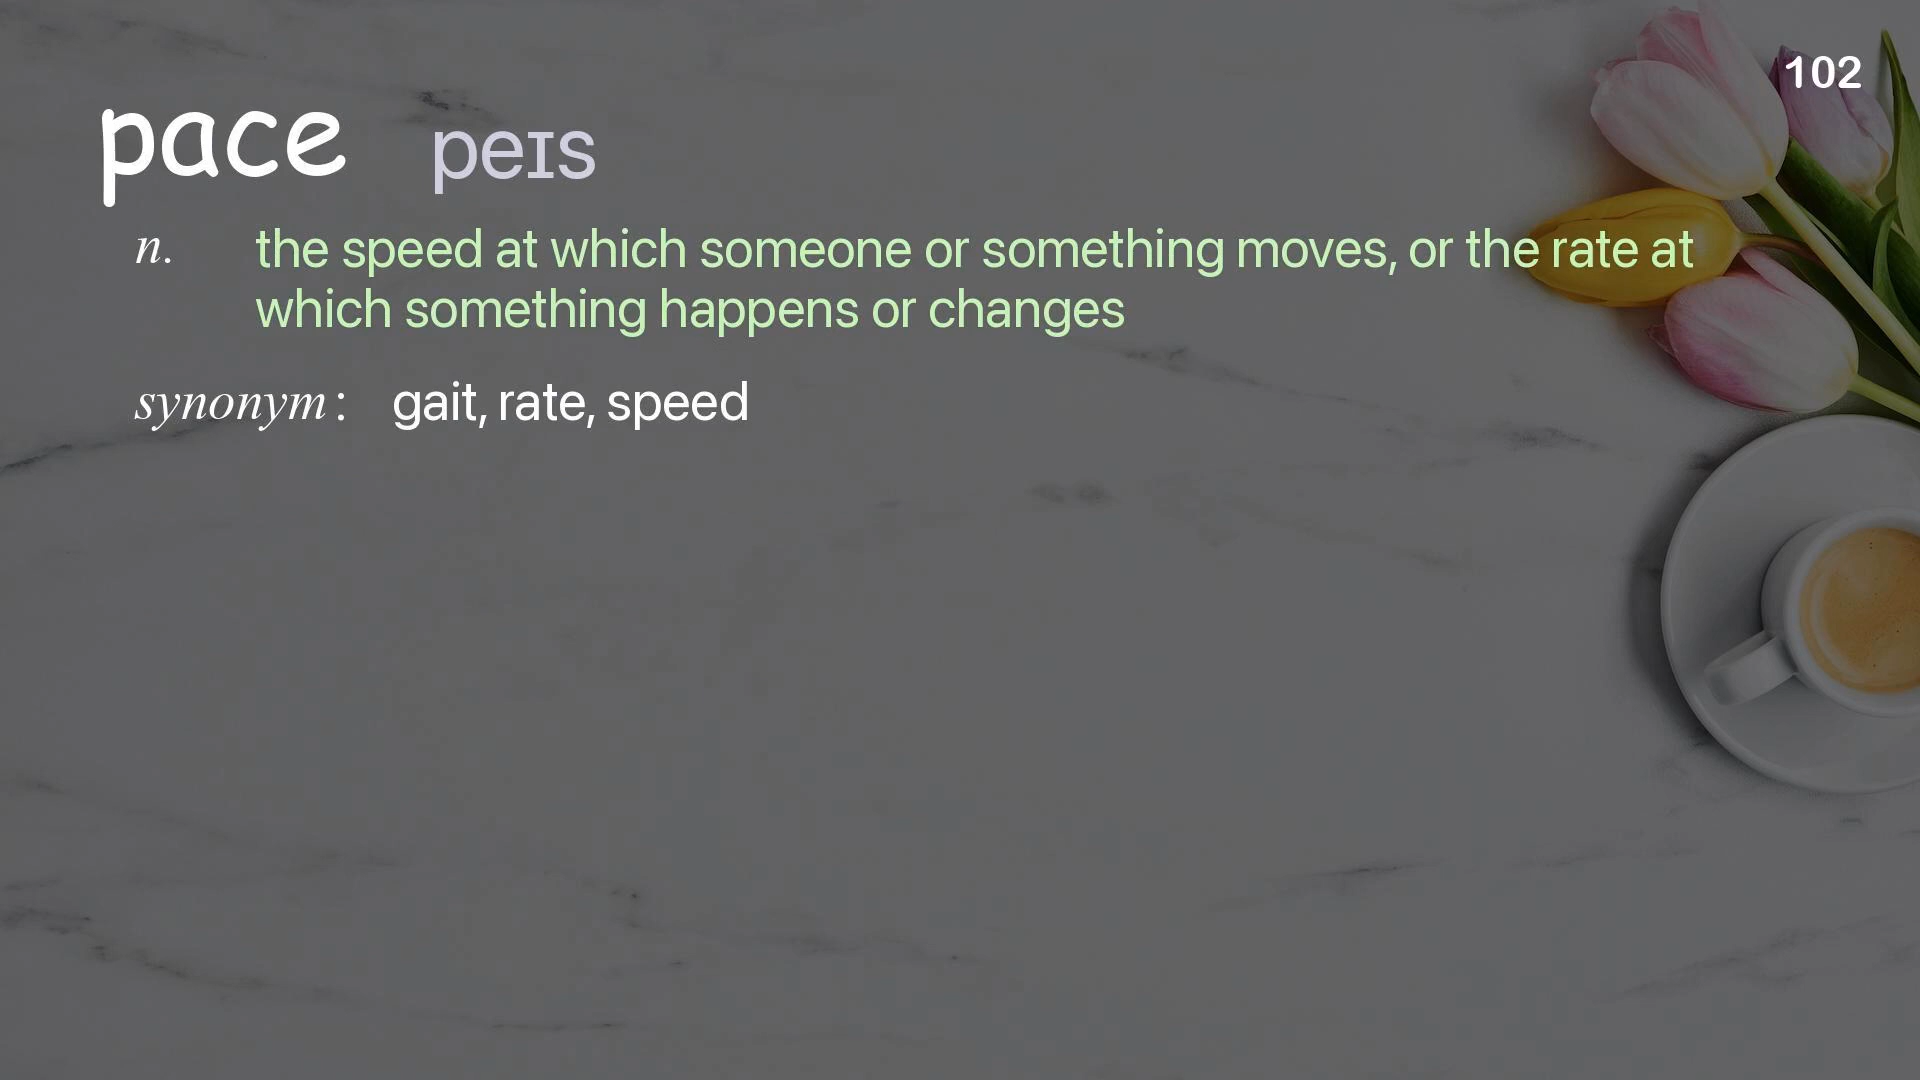 102
pace peɪs
n. the speed at which someone or something moves, or the rate at
which something happens or changes
synonym: gait, rate, speed